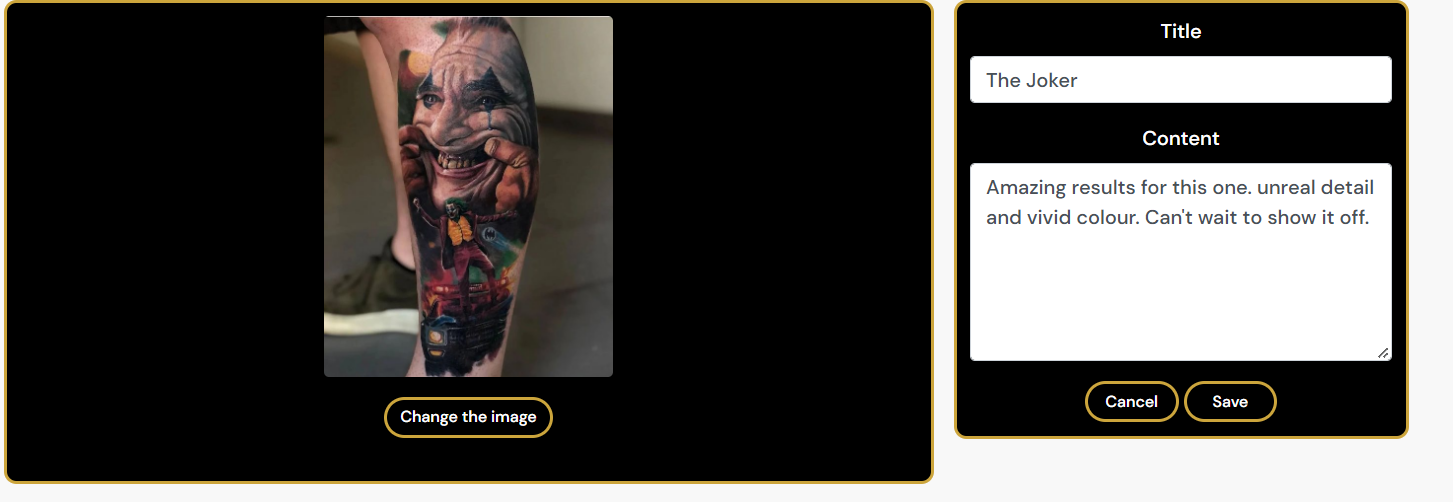 Title
The Joker
Content
Amazing results for this one. unreal detail
and vivid colour. Can't wait to show it off.
Change the image
Cancel
Save